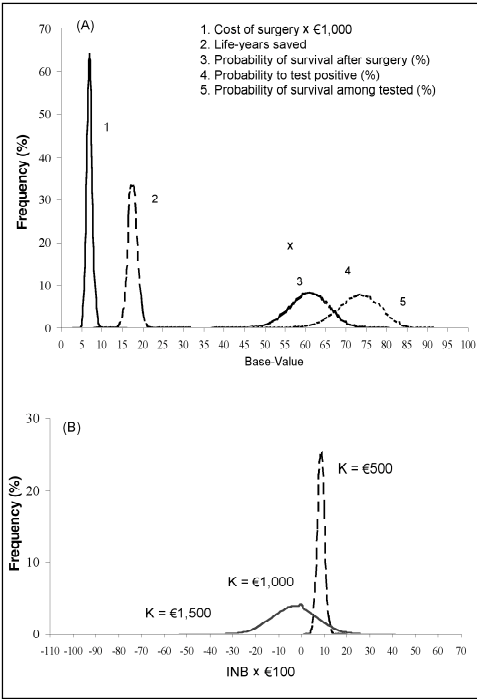 (A)
1. Cost of surgery x €1,000
2. Life-years saved
3. Probability of survival after surgery (%)
4. Probability to test positive (%)
5. Probability of survival among tested (%)
Frequency (%)
70
60
50
40
30
20
10
0
1
2
x
3
4
5
0 5 10 15 20 25 30 35 40 45 50 55 60 65 70 75 80 85 90 95 100
Base-Value
(B)
Frequency (%)
30
20
10
0
K = €500
K = €1,000
K = €1,500
-110 -100 -90 -80 -70 -60 -50 -40 -30 -20 -10 0 10 20 30 40 50 60 70
INB x €100